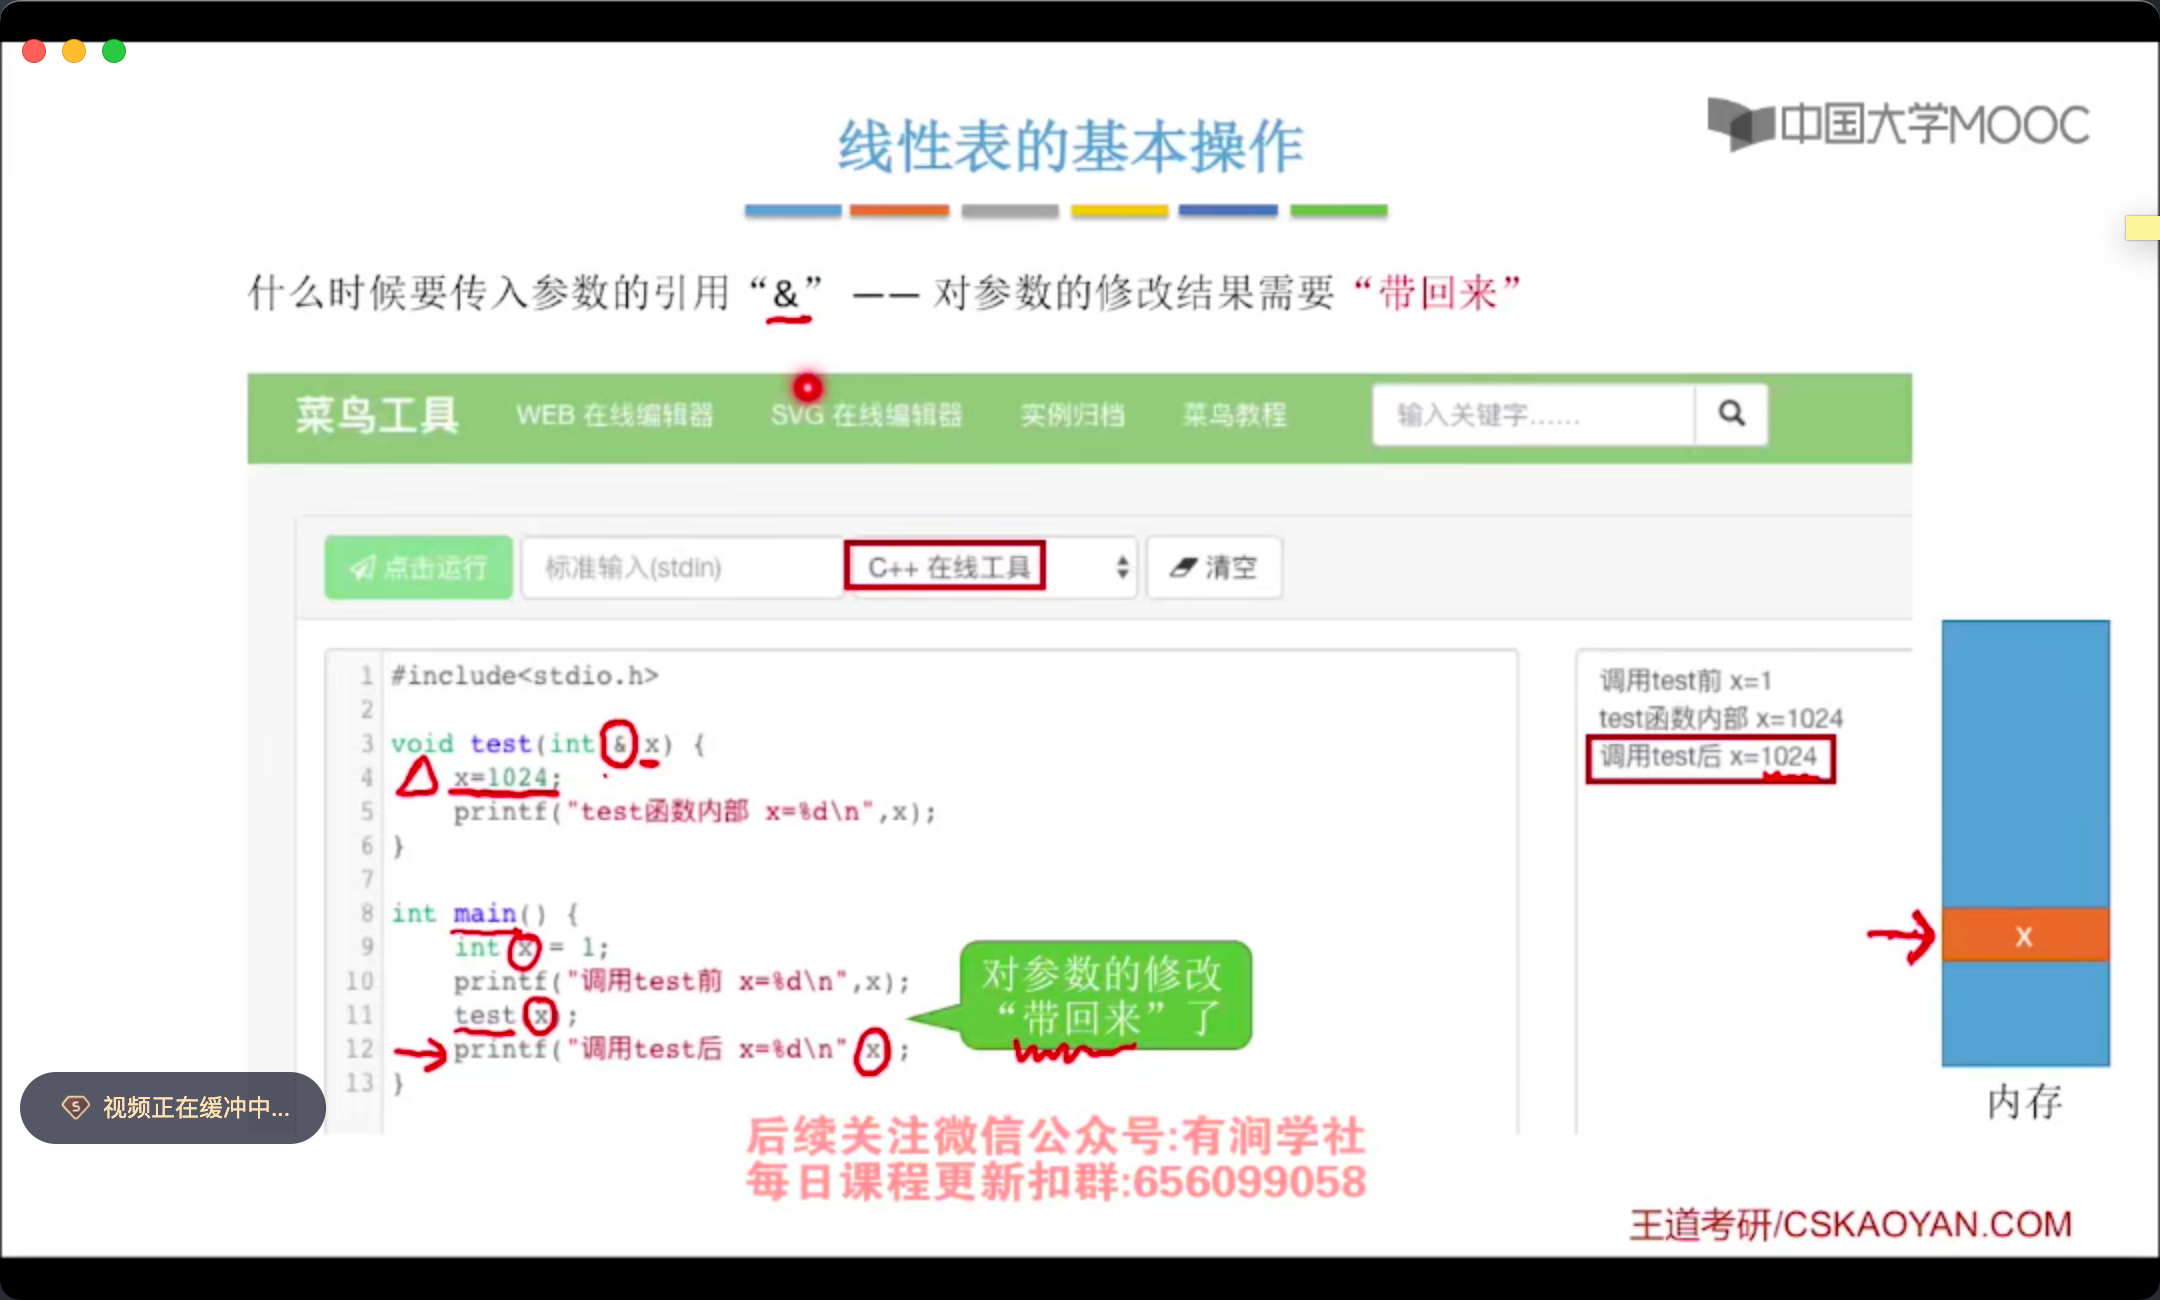 中国大学MOOC
线性表的基本操作
什么时候要传入参数的引用“&” —— 对参数的修改结果需要“带回来”
菜鸟工具 WEB 在线编辑器 SVG 在线编辑器 实例归档 菜鸟教程 输入关键字......
点击运行 标准输入(stdin) C++ 在线工具 清空
1 #include<stdio.h>
2
3 void test(int & x) {
4 x=1024;
5 printf("test函数内部 x=%d\n",x);
6 }
7
8 int main() {
9 int x = 1;
10 printf("调用test前 x=%d\n",x);
11 test(x);
12 printf("调用test后 x=%d\n" x ;
13 }
调用test前 x=1
test函数内部 x=1024
调用test后 x=1024
对参数的修改
“带回来”了
X
内存
S 视频正在缓冲中...
后续关注微信公众号:有涧学社
每日课程更新扣群:656099058
王道考研/CSKAOYAN.COM